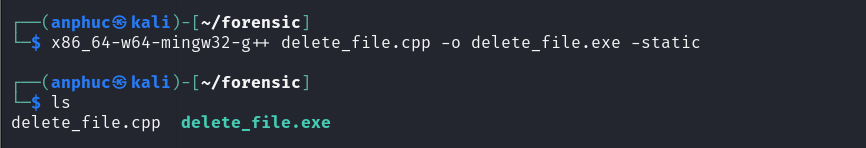 ┌──(anphuc㉿kali)-[~/forensic]
└─$ x86_64-w64-mingw32-g++ delete_file.cpp -o delete_file.exe -static
┌──(anphuc㉿kali)-[~/forensic]
└─$ ls
delete_file.cpp  delete_file.exe